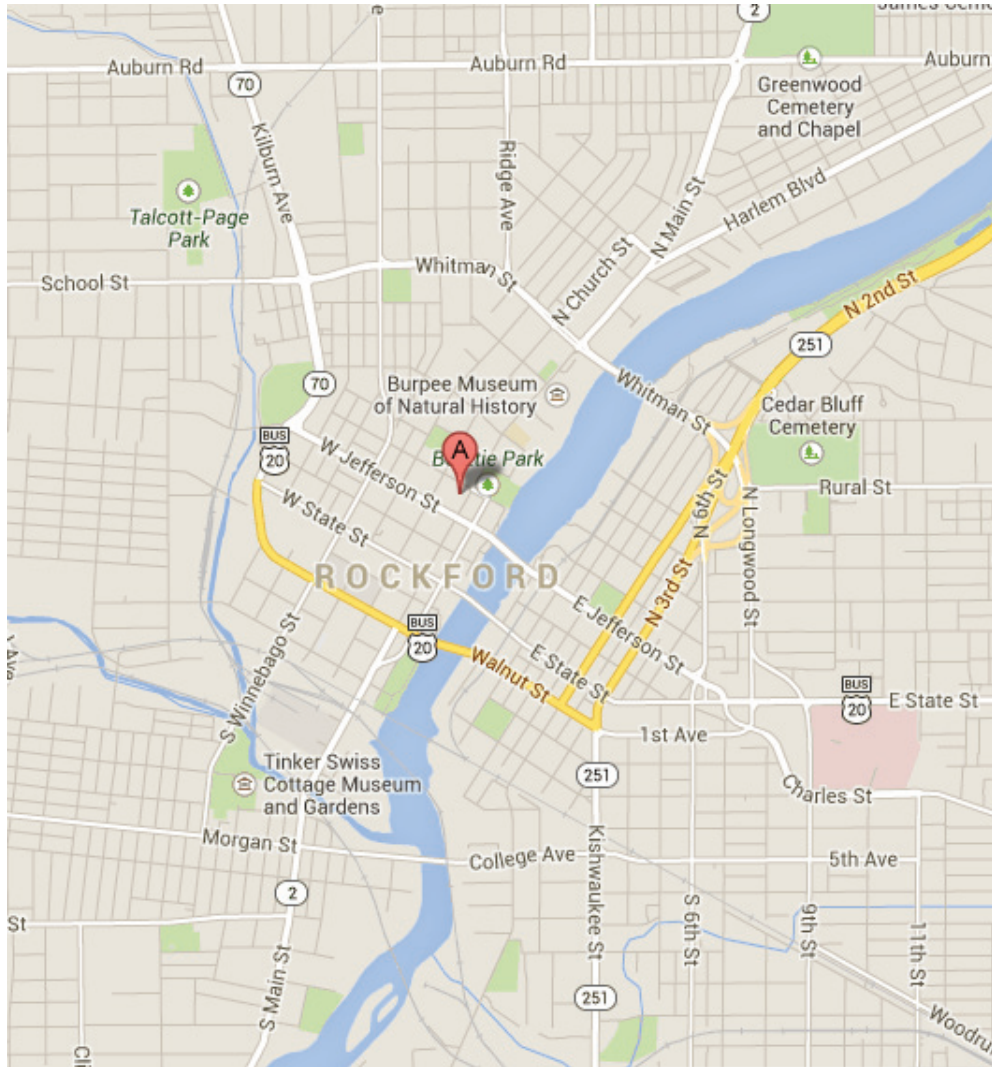 2
James Ceme
Auburn Rd
Auburn Rd
Auburn
70
Greenwood
Cemetery
and Chapel
Kilburn Ave
Ridge Ave
N Main St
Harlem Blvd
Talcott-Page
Park
School St
Whitman St
N Church St
N 2nd St
251
70
Burpee Museum
of Natural History
Whitman St
Cedar Bluff
Cemetery
BUS
20
A
Park
W Jefferson St
W State St
N 6th St
Rural St
N Longwood St
ROCKFORD
N 3rd St
E Jefferson St
BUS
20
E State St
Walnut St
S Winnebago St
BUS
20
E State St
1st Ave
Ave
Tinker Swiss
Cottage Museum
and Gardens
251
Charles St
Morgan St
College Ave
5th Ave
Kishwaukee St
2
S 6th St
9th St
11th St
St
S Main St
251
Woodru
Cli